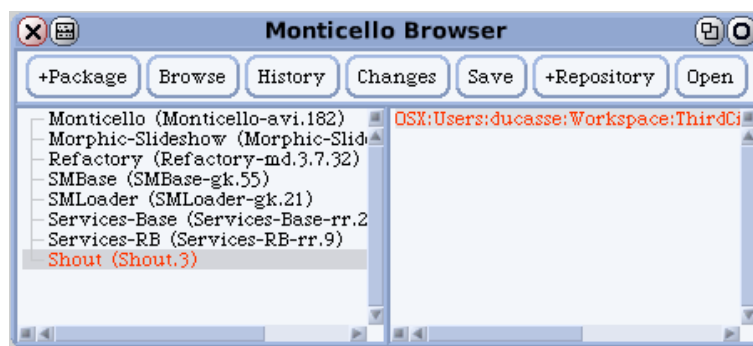 Monticello Browser
+Package Browse History Changes Save +Repository Open
Monticello (Monticello-avi.182)
Morphic-Slideshow (Morphic-Slid
Refactory (Refactory-md.3.7.32)
SMBase (SMBase-gk.55)
SMLoader (SMLoader-gk.21)
Services-Base (Services-Base-rr.2
Services-RB (Services-RB-rr.9)
Shout (Shout.3)
OSX:Users:ducasse:Workspace:ThirdCi